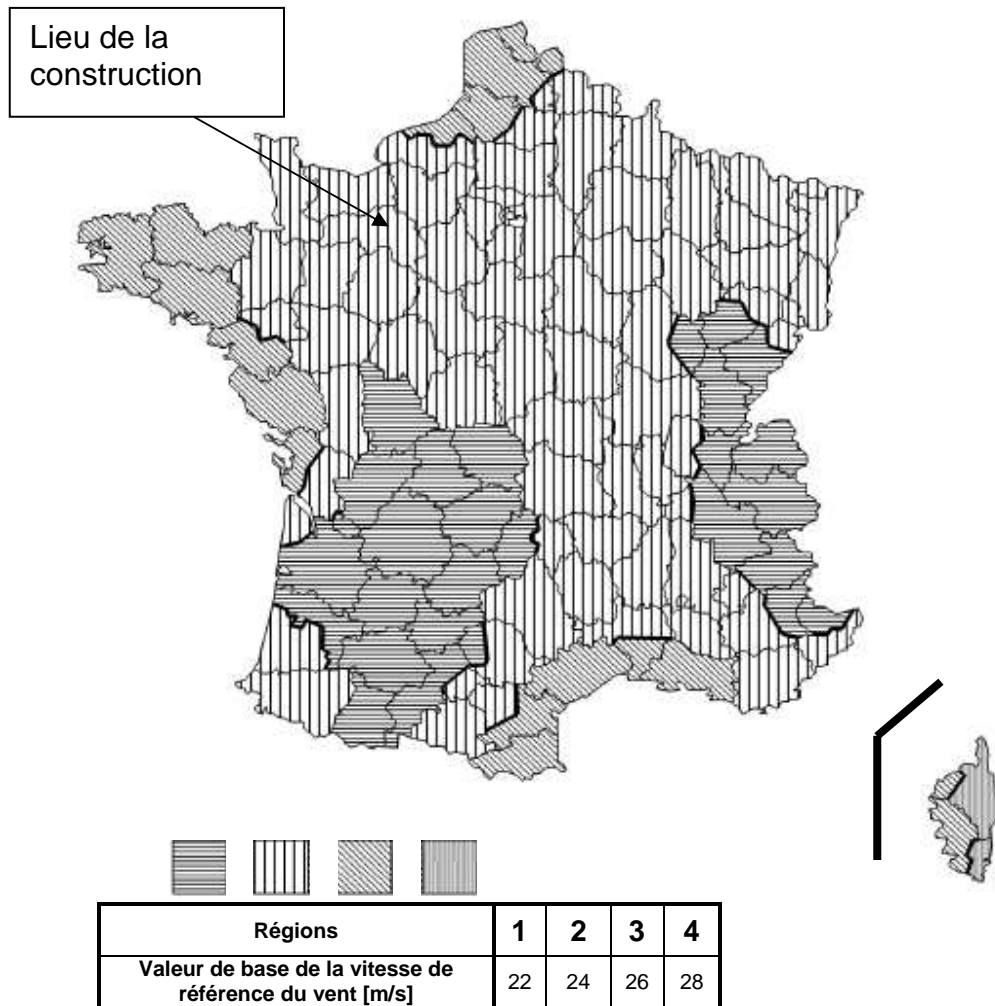 Lieu de la
construction
Régions 1 2 3 4
Valeur de base de la vitesse de
référence du vent [m/s] 22 24 26 28